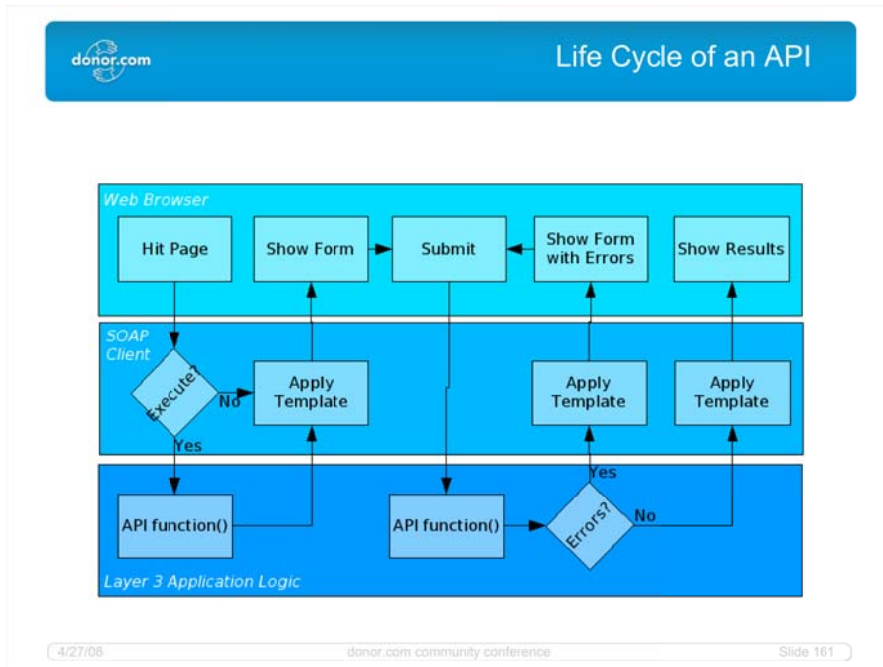 donor.com
Life Cycle of an API
Web Browser
Hit Page
Show Form
Submit
Show Form
with Errors
Show Results
SOAP
Client
Execute?
No
Yes
Apply
Template
Apply
Template
Apply
Template
API function()
API function()
Errors?
Yes
No
Layer 3 Application Logic
4/27/08
donor.com community conference
Slide 161